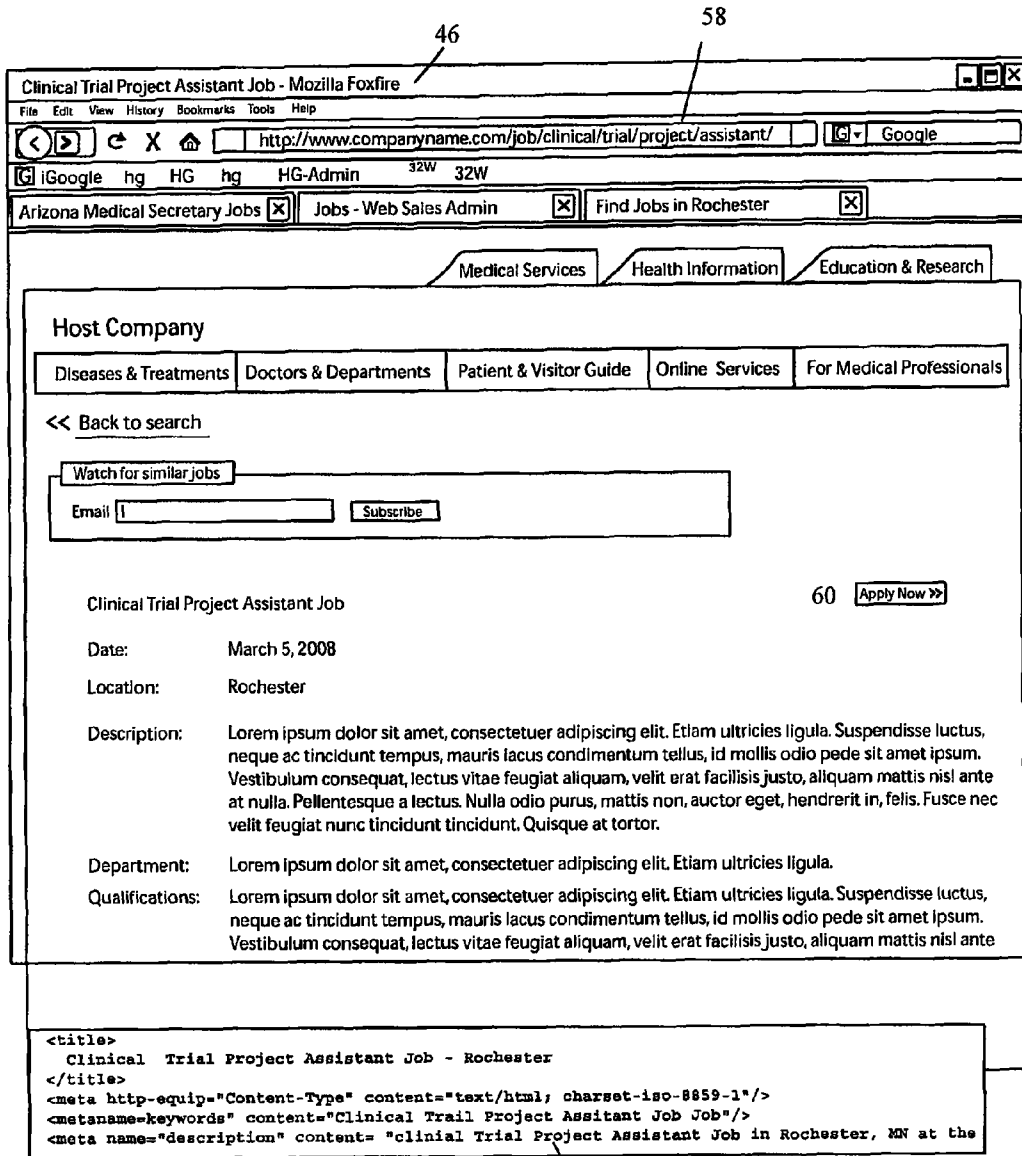 46
58
Clinical Trial Project Assistant Job - Mozilla Foxfire
File Edit View History Bookmarks Tools Help
http://www.companyname.com/job/clinical/trial/project/assistant/ G Google
G iGoogle hg HG hg HG-Admin 32W 32W
Arizona Medical Secretary Jobs X Jobs - Web Sales Admin X Find Jobs in Rochester X
Medical Services Health Information Education & Research
Host Company
Diseases & Treatments Doctors & Departments Patient & Visitor Guide Online Services For Medical Professionals
<< Back to search
Watch for similar jobs
Email Subscribe
Clinical Trial Project Assistant Job 60 Apply Now >>
Date: March 5, 2008
Location: Rochester
Description: Lorem ipsum dolor sit amet, consectetuer adipiscing elit. Etiam ultricies ligula. Suspendisse luctus,
neque ac tincidunt tempus, mauris lacus condimentum tellus, id mollis odio pede sit amet ipsum.
Vestibulum consequat, lectus vitae feugiat aliquam, velit erat facilisis justo, aliquam mattis nisl ante
at nulla. Pellentesque a lectus. Nulla odio purus, mattis non, auctor eget, hendrerit in, felis. Fusce nec
velit feugiat nunc tincidunt tincidunt. Quisque at tortor.
Department: Lorem ipsum dolor sit amet, consectetuer adipiscing elit. Etiam ultricies ligula.
Qualifications: Lorem ipsum dolor sit amet, consectetuer adipiscing elit. Etiam ultricies ligula. Suspendisse luctus,
neque ac tincidunt tempus, mauris lacus condimentum tellus, id mollis odio pede sit amet ipsum.
Vestibulum consequat, lectus vitae feugiat aliquam, velit erat facilisis justo, aliquam mattis nisl ante
<title>
Clinical Trial Project Assistant Job - Rochester
</title>
<meta http-equip="Content-Type" content="text/html; charset-iso-8859-1"/>
<metaname=keywords" content="Clinical Trail Project Assitant Job Job"/>
<meta name="description" content= "clinial Trial Project Assistant Job in Rochester, MN at the